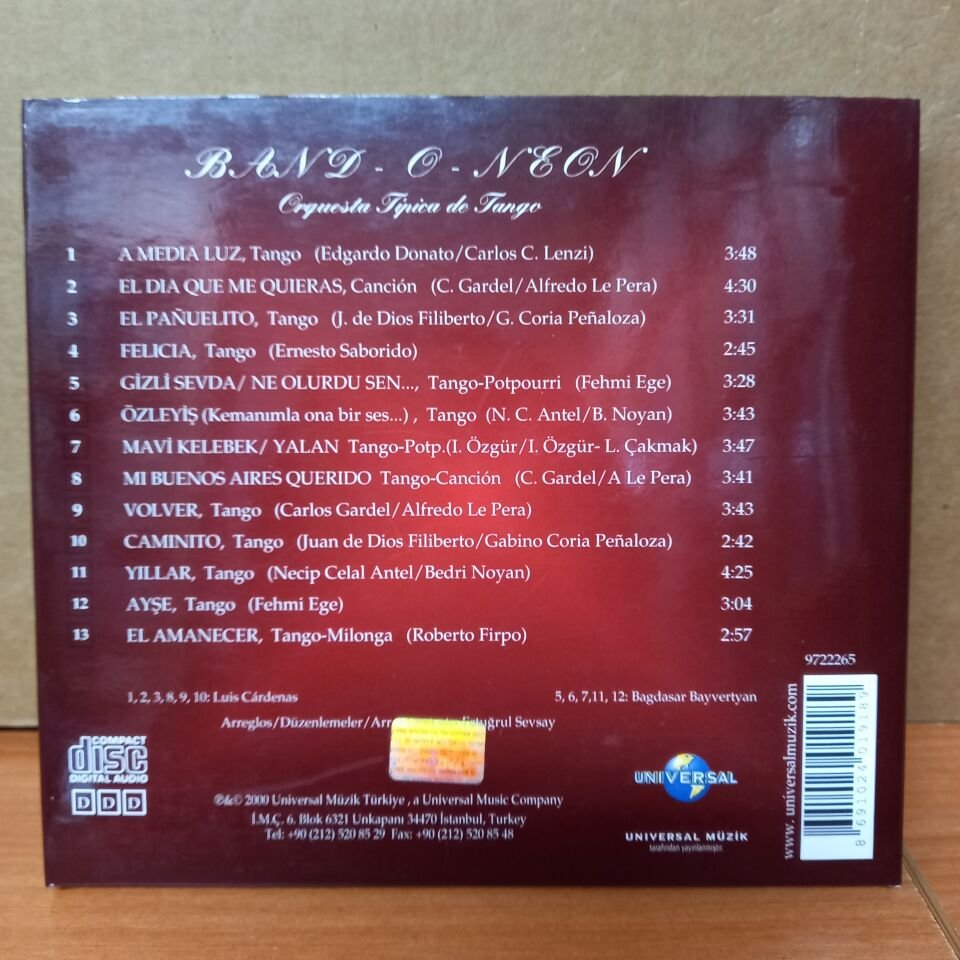 BAND - O - NEON
Orquesta Típica de Tango
1 A MEDIA LUZ, Tango (Edgardo Donato/Carlos C. Lenzi) 3:48
2 EL DIA QUE ME QUIERAS, Canción (C. Gardel/Alfredo Le Pera) 4:30
3 EL PAÑUELITO, Tango (J. de Dios Filiberto/G. Coria Peñaloza) 3:31
4 FELICIA, Tango (Ernesto Saborido) 2:45
5 GİZLİ SEVDA/ NE OLURDU SEN..., Tango-Potpourri (Fehmi Ege) 3:28
6 ÖZLEYİŞ (Kemanımla ona bir ses...) , Tango (N. C. Antel/B. Noyan) 3:43
7 MAVİ KELEBEK/ YALAN Tango-Potp.(I. Özgür/I. Özgür- L. Çakmak) 3:47
8 MI BUENOS AIRES QUERIDO Tango-Canción (C. Gardel/A Le Pera) 3:41
9 VOLVER, Tango (Carlos Gardel/Alfredo Le Pera) 3:43
10 CAMINITO, Tango (Juan de Dios Filiberto/Gabino Coria Peñaloza) 2:42
11 YILLAR, Tango (Necip Celal Antel/Bedri Noyan) 4:25
12 AYŞE, Tango (Fehmi Ege) 3:04
13 EL AMANECER, Tango-Milonga (Roberto Firpo) 2:57
9722265
1, 2, 3, 8, 9, 10: Luis Cárdenas 5, 6, 7,11, 12: Bagdasar Bayvertyan
Arreglos/Düzenlemeler/Arr Ertuğrul Sevsay
COMPACT
disc
DIGITAL AUDIO
DDD
UNIVERSAL
UNIVERSAL MÜZİK
tarafından yayınlanmıştır.
℗&© 2000 Universal Müzik Türkiye , a Universal Music Company
İ.M.Ç. 6. Blok 6321 Unkapanı 34470 İstanbul, Turkey
Tel: +90 (212) 520 85 29 Fax: +90 (212) 520 85 48
www. universalmuzik.com
8 691024 019189